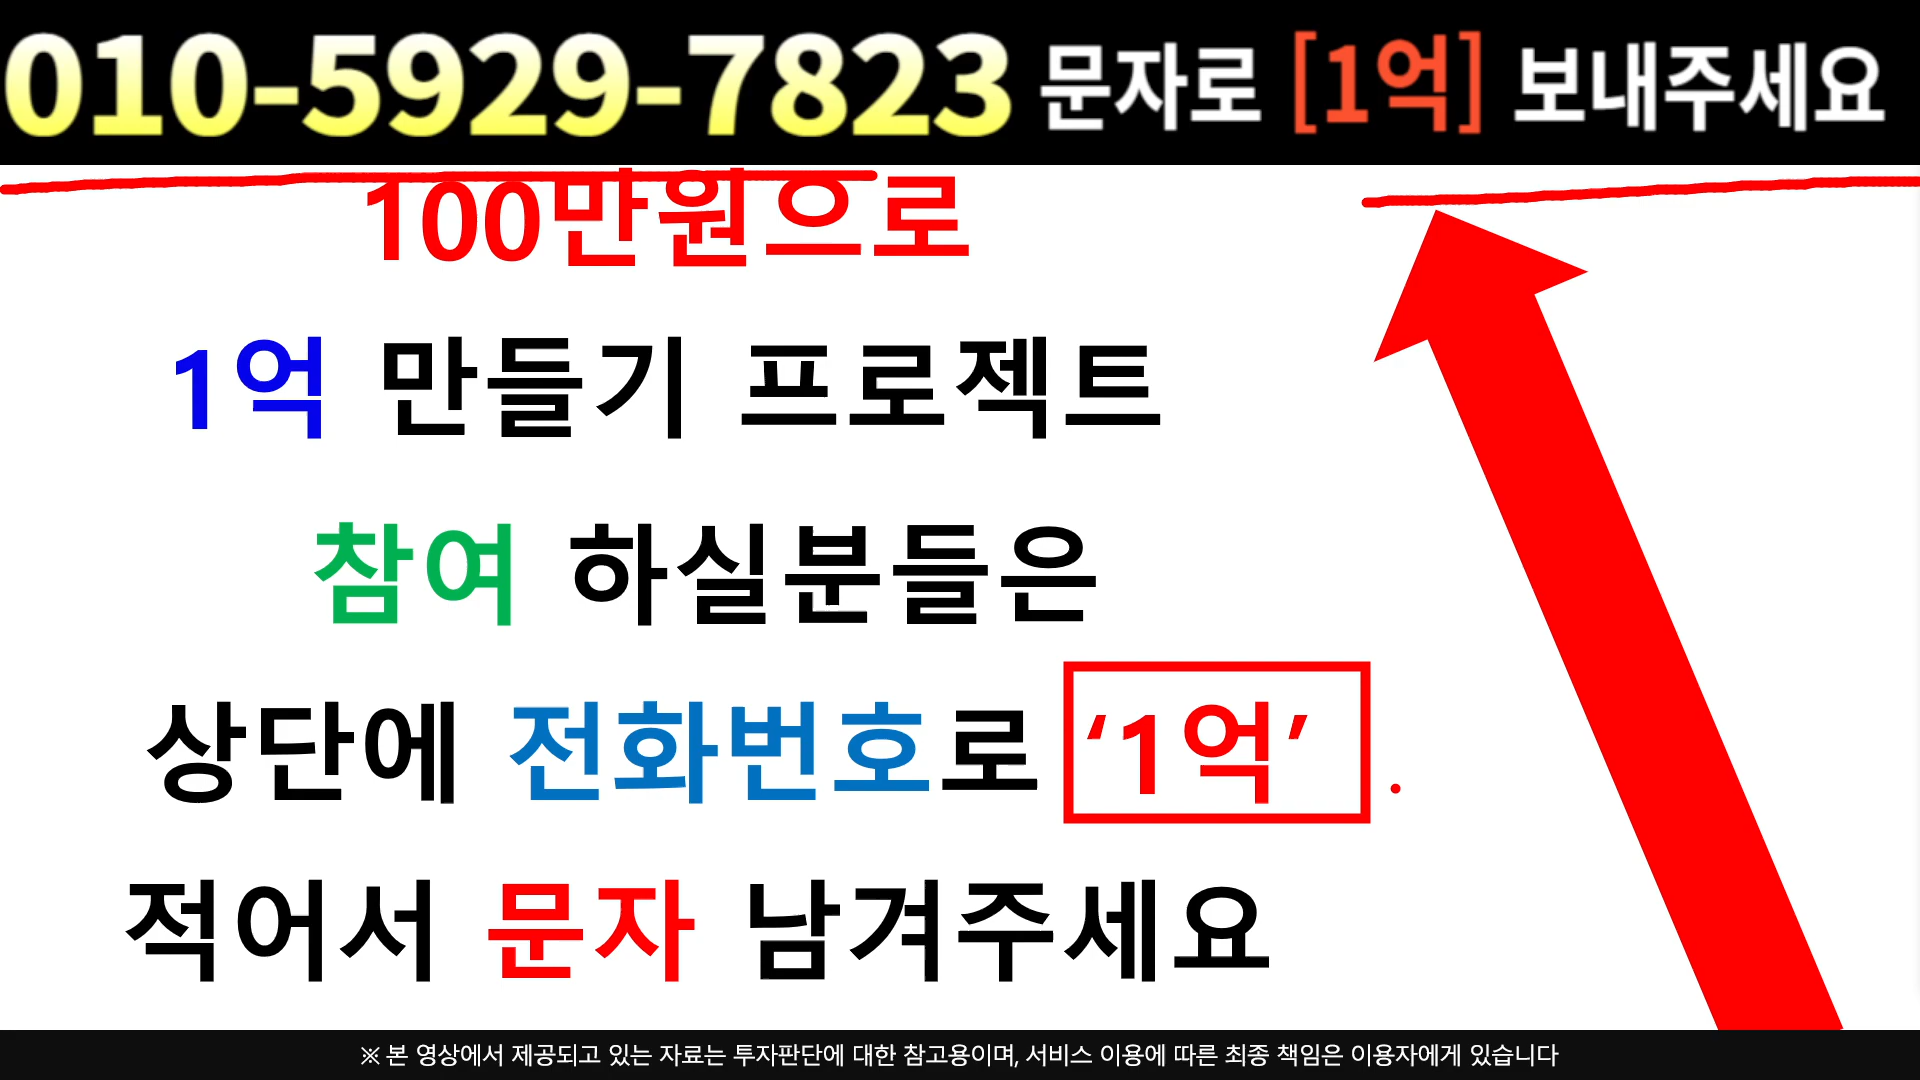 010-5929-7823 문자로 [1억] 보내주세요
100만원으로
1억 만들기 프로젝트
참여 하실분들은
상단에 전화번호로 ‘1억’ .
적어서 문자 남겨주세요
※ 본 영상에서 제공되고 있는 자료는 투자판단에 대한 참고용이며, 서비스 이용에 따른 최종 책임은 이용자에게 있습니다